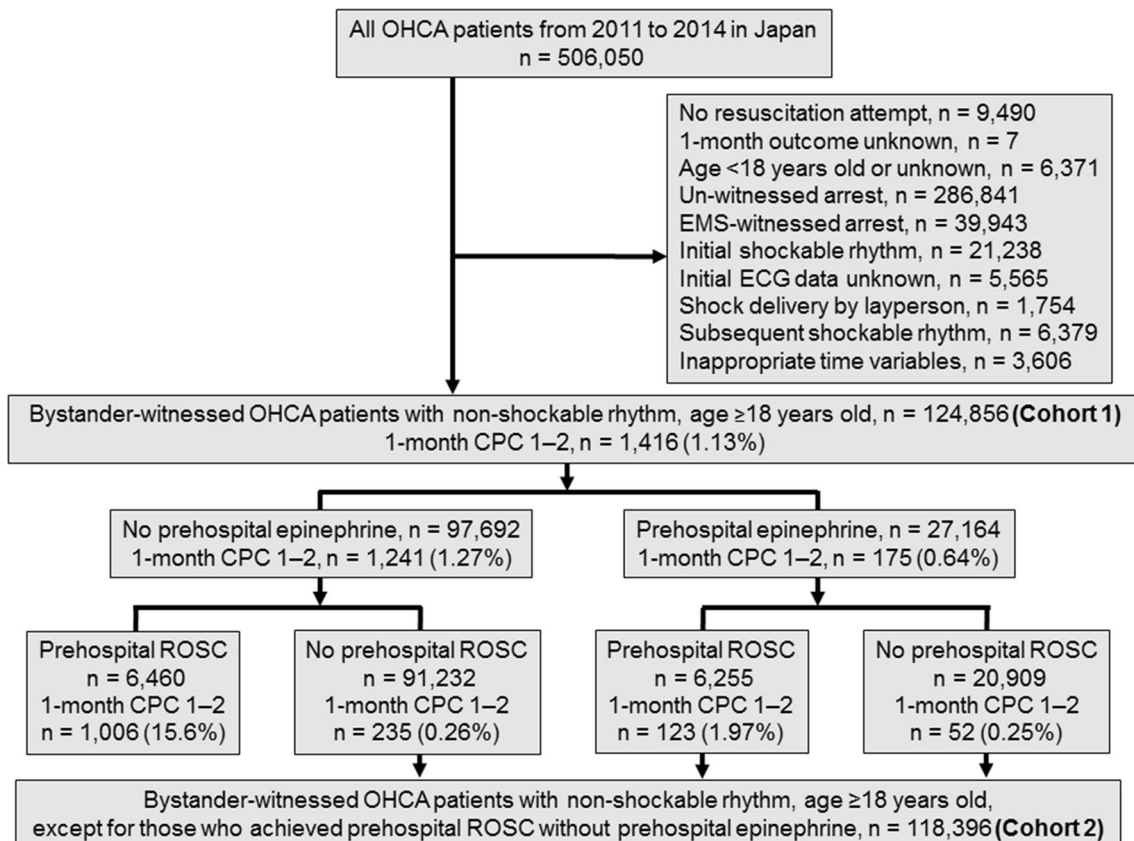 All OHCA patients from 2011 to 2014 in Japan
n = 506,050
No resuscitation attempt, n = 9,490
1-month outcome unknown, n = 7
Age <18 years old or unknown, n = 6,371
Un-witnessed arrest, n = 286,841
EMS-witnessed arrest, n = 39,943
Initial shockable rhythm, n = 21,238
Initial ECG data unknown, n = 5,565
Shock delivery by layperson, n = 1,754
Subsequent shockable rhythm, n = 6,379
Inappropriate time variables, n = 3,606
Bystander-witnessed OHCA patients with non-shockable rhythm, age ≥18 years old, n = 124,856 (Cohort 1)
1-month CPC 1–2, n = 1,416 (1.13%)
No prehospital epinephrine, n = 97,692
1-month CPC 1–2, n = 1,241 (1.27%)
Prehospital epinephrine, n = 27,164
1-month CPC 1–2, n = 175 (0.64%)
Prehospital ROSC
n = 6,460
1-month CPC 1–2
n = 1,006 (15.6%)
No prehospital ROSC
n = 91,232
1-month CPC 1–2
n = 235 (0.26%)
Prehospital ROSC
n = 6,255
1-month CPC 1–2
n = 123 (1.97%)
No prehospital ROSC
n = 20,909
1-month CPC 1–2
n = 52 (0.25%)
Bystander-witnessed OHCA patients with non-shockable rhythm, age ≥18 years old,
except for those who achieved prehospital ROSC without prehospital epinephrine, n = 118,396 (Cohort 2)